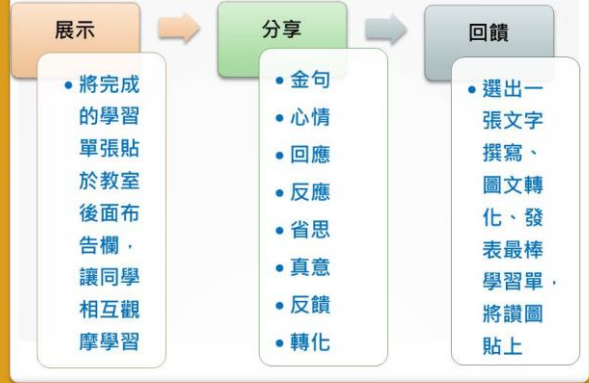 展示
• 將完成
的學習
單張貼
於教室
後面布
告欄，
讓同學
相互觀
摩學習
分享
• 金句
• 心情
• 回應
• 反應
• 省思
• 真意
• 反饋
• 轉化
回饋
• 選出一
張文字
撰寫、
圖文轉
化、發
表最棒
學習單，
將讚圖
貼上